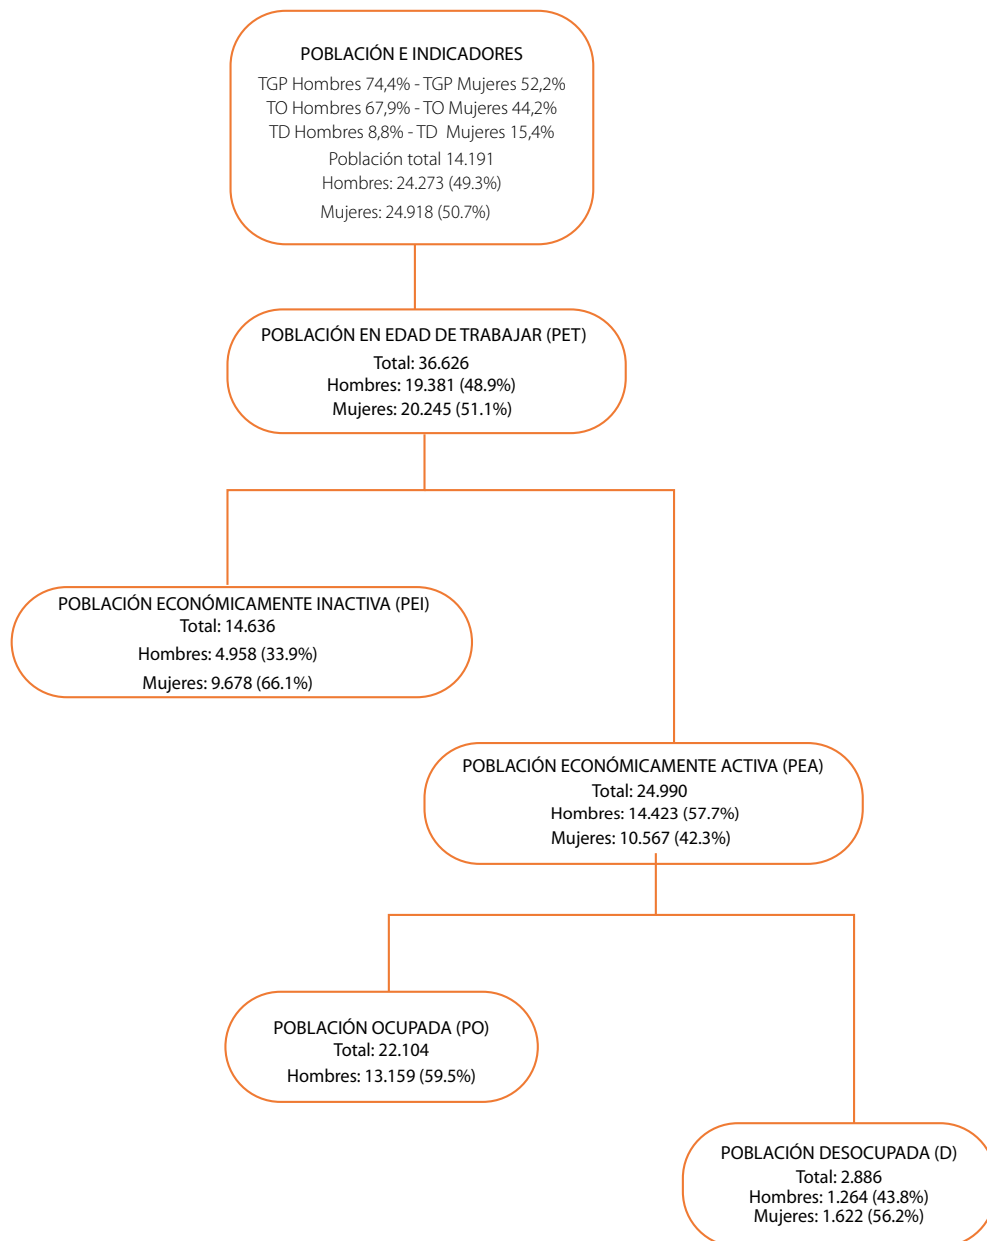 POBLACIÓN E INDICADORES
TGP Hombres 74,4% - TGP Mujeres 52,2%
TO Hombres 67,9% - TO Mujeres 44,2%
TD Hombres 8,8% - TD Mujeres 15,4%
Población total 14.191
Hombres: 24.273 (49.3%)
Mujeres: 24.918 (50.7%)
POBLACIÓN EN EDAD DE TRABAJAR (PET)
Total: 36.626
Hombres: 19.381 (48.9%)
Mujeres: 20.245 (51.1%)
POBLACIÓN ECONÓMICAMENTE INACTIVA (PEI)
Total: 14.636
Hombres: 4.958 (33.9%)
Mujeres: 9.678 (66.1%)
POBLACIÓN ECONÓMICAMENTE ACTIVA (PEA)
Total: 24.990
Hombres: 14.423 (57.7%)
Mujeres: 10.567 (42.3%)
POBLACIÓN OCUPADA (PO)
Total: 22.104
Hombres: 13.159 (59.5%)
POBLACIÓN DESOCUPADA (D)
Total: 2.886
Hombres: 1.264 (43.8%)
Mujeres: 1.622 (56.2%)